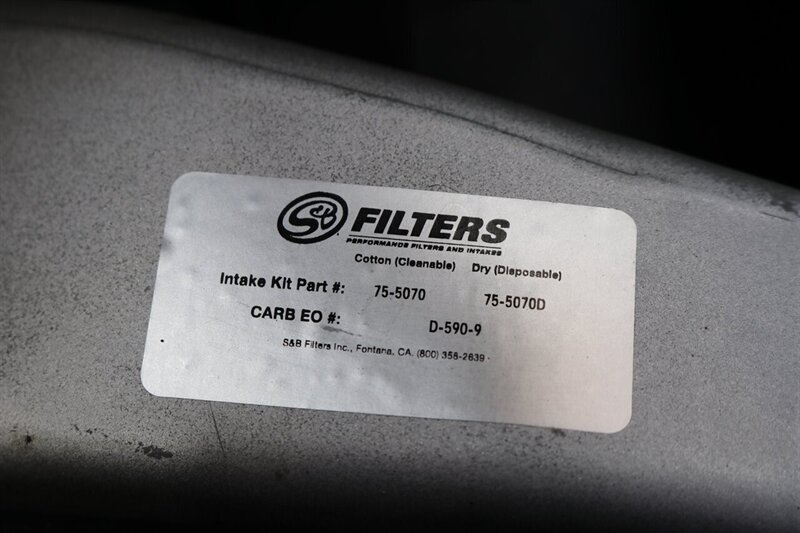 S&B FILTERS
PERFORMANCE FILTERS AND INTAKES
Cotton (Cleanable) Dry (Disposable)
Intake Kit Part #: 75-5070 75-5070D
CARB EO #: D-590-9
S&B Filters Inc., Fontana, CA. (800) 358-2639